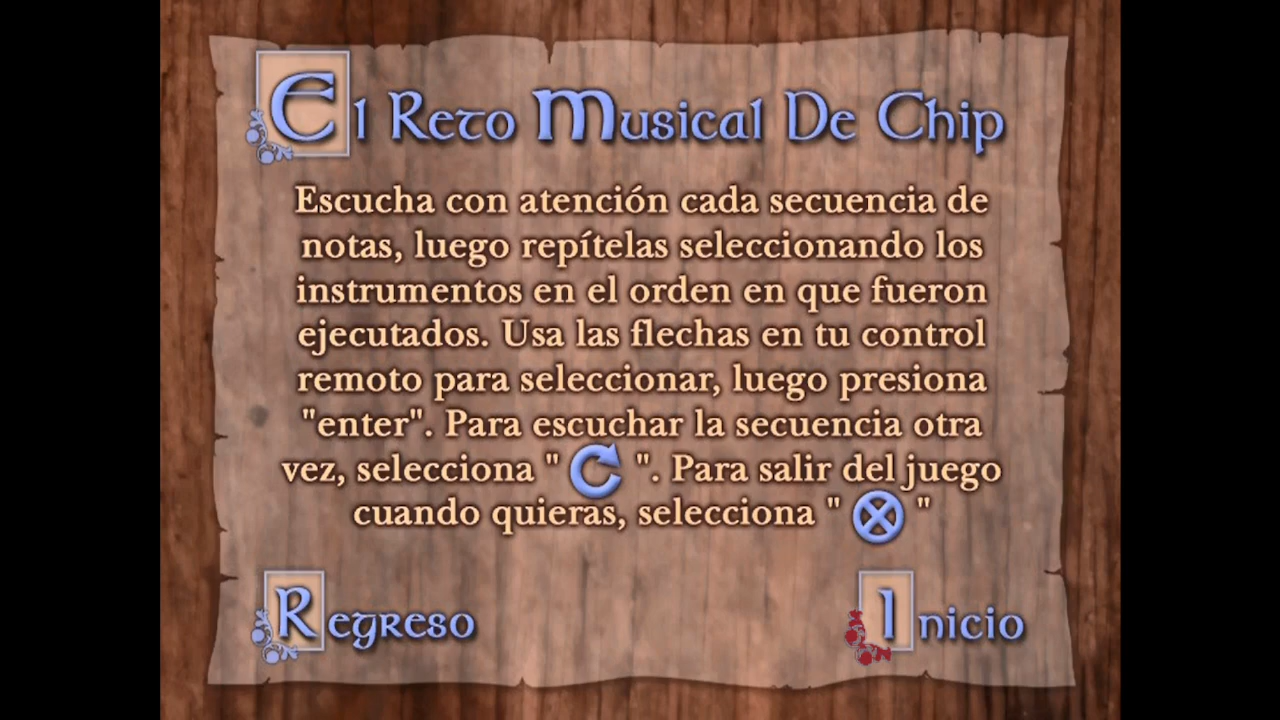 El Reto Musical De Chip
Escucha con atención cada secuencia de
notas, luego repítelas seleccionando los
instrumentos en el orden en que fueron
ejecutados. Usa las flechas en tu control
remoto para seleccionar, luego presiona
"enter". Para escuchar la secuencia otra
vez, selecciona " ". Para salir del juego
cuando quieras, selecciona " "
Regreso
Inicio